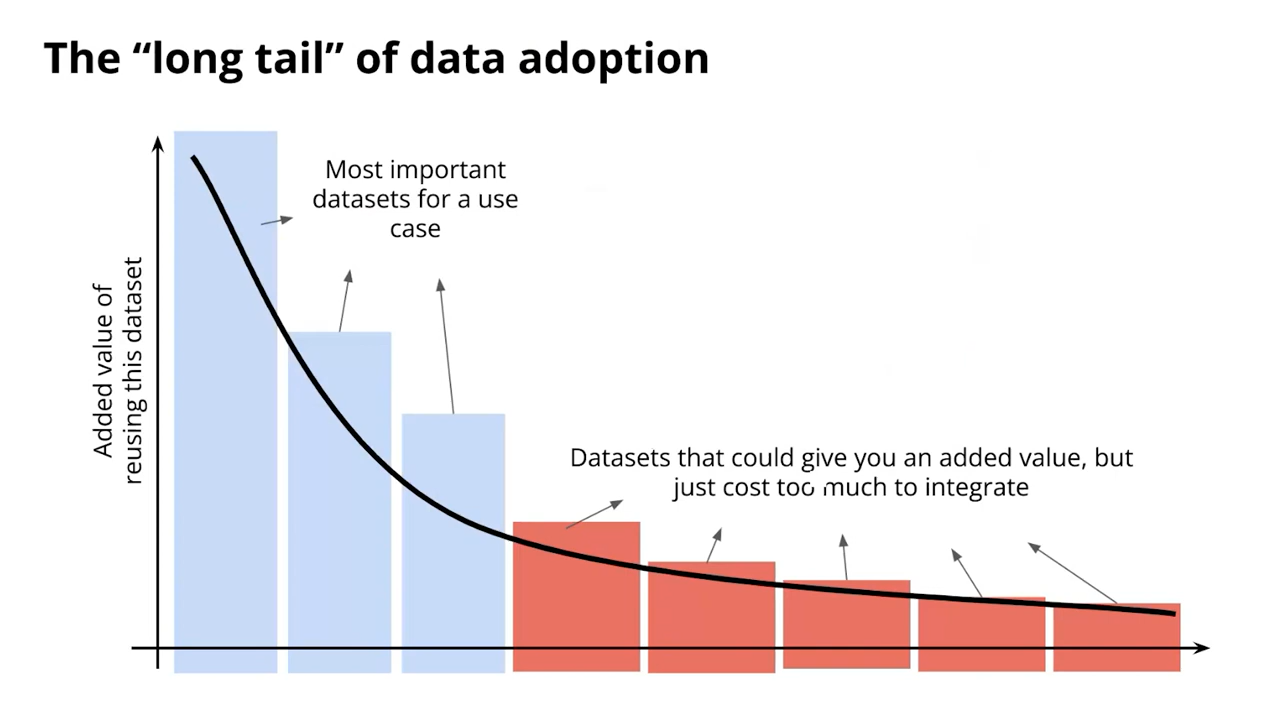 The “long tail” of data adoption
Most important
datasets for a use
case
Added value of
reusing this dataset
Datasets that could give you an added value, but
just cost too much to integrate